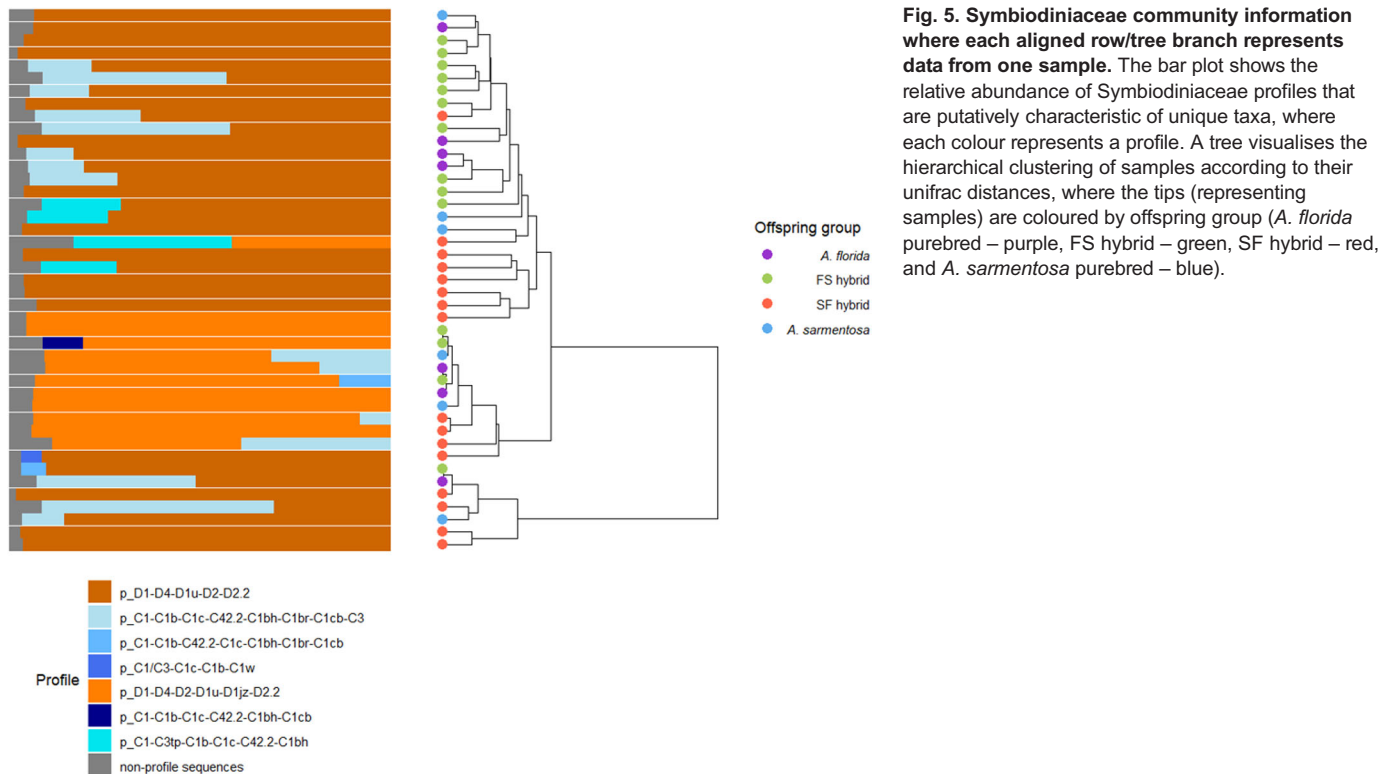 Fig. 5. Symbiodiniaceae community information
where each aligned row/tree branch represents
data from one sample. The bar plot shows the
relative abundance of Symbiodiniaceae profiles that
are putatively characteristic of unique taxa, where
each colour represents a profile. A tree visualises the
hierarchical clustering of samples according to their
unifrac distances, where the tips (representing
samples) are coloured by offspring group (A. florida
purebred – purple, FS hybrid – green, SF hybrid – red,
and A. sarmentosa purebred – blue).
Offspring group
A. florida
FS hybrid
SF hybrid
A. sarmentosa
Profile
p_D1-D4-D1u-D2-D2.2
p_C1-C1b-C1c-C42.2-C1bh-C1br-C1cb-C3
p_C1-C1b-C42.2-C1c-C1bh-C1br-C1cb
p_C1/C3-C1c-C1b-C1w
p_D1-D4-D2-D1u-D1jz-D2.2
p_C1-C1b-C1c-C42.2-C1bh-C1cb
p_C1-C3tp-C1b-C1c-C42.2-C1bh
non-profile sequences